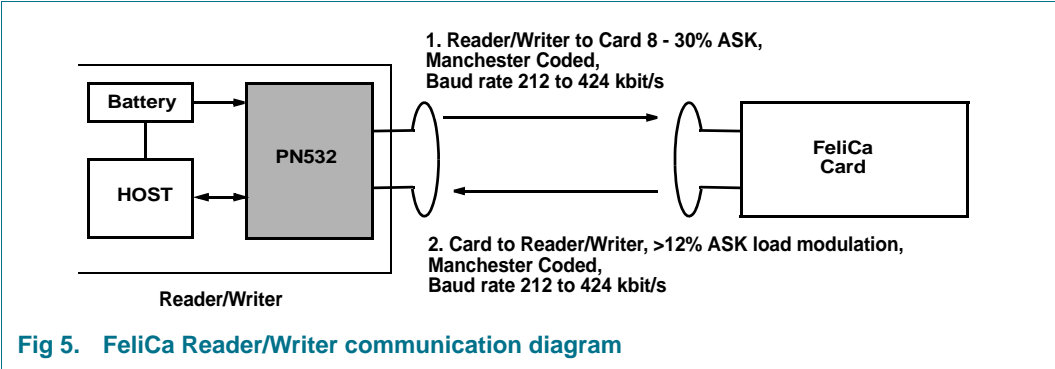 1. Reader/Writer to Card 8 - 30% ASK,
Manchester Coded,
Baud rate 212 to 424 kbit/s
Battery
PN532
HOST
FeliCa
Card
2. Card to Reader/Writer, >12% ASK load modulation,
Manchester Coded,
Baud rate 212 to 424 kbit/s
Reader/Writer
Fig 5. FeliCa Reader/Writer communication diagram